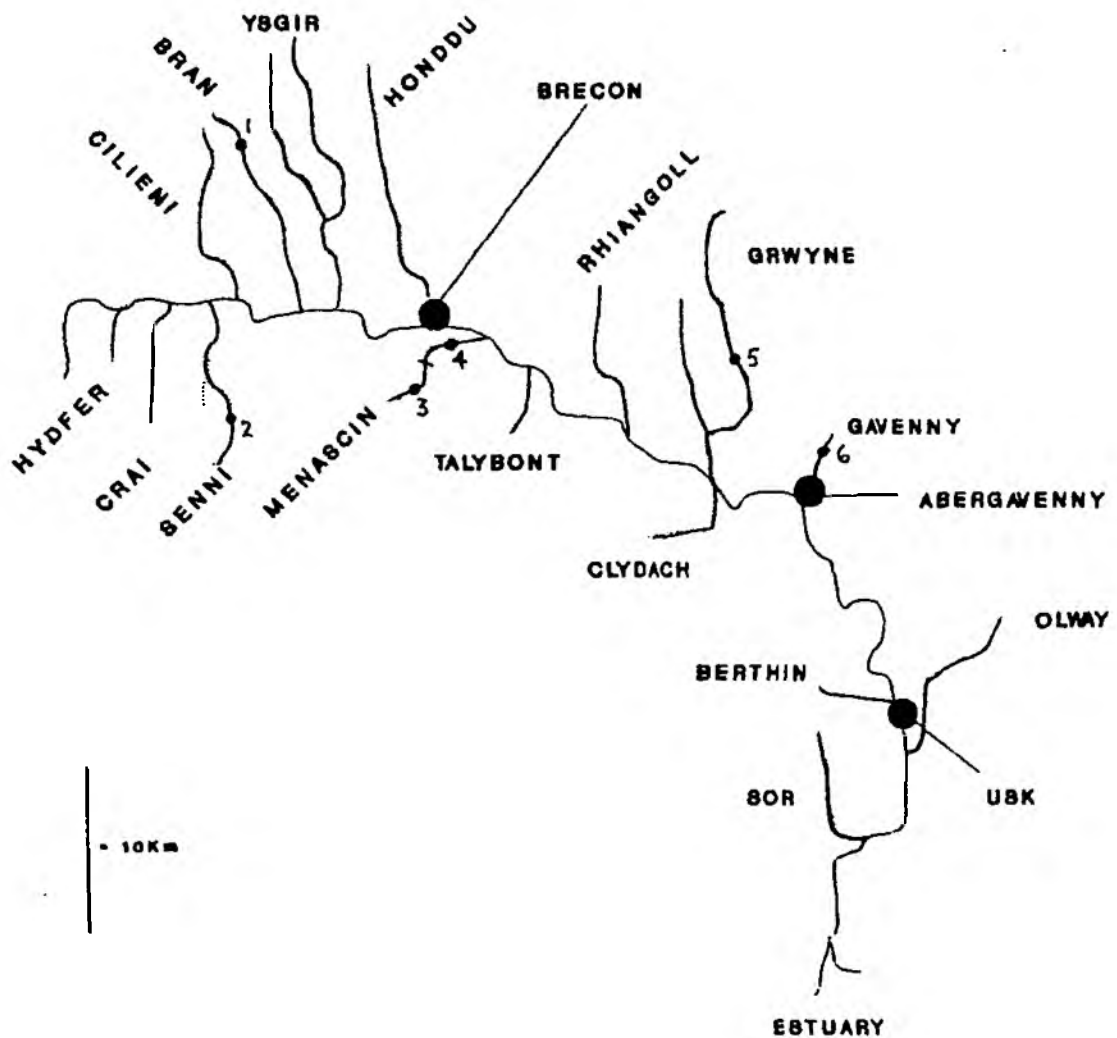 YSGIR
BRAN
HONDDU
BRECON
1
CILIENI
RHIANGOLL
GRWYNE
4
5
3
HYDFER
CRAI
SENNI
2
MENASCIN
TALYBONT
GAVENNY
6
ABERGAVENNY
CLYDACH
OLWAY
BERTHIN
SOR
USK
= 10Km
ESTUARY